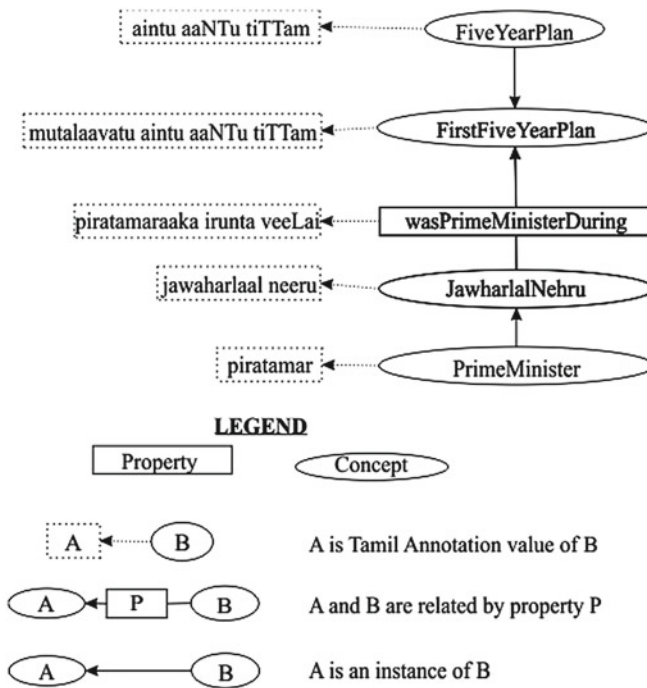 aintu aaNTu tiTTam
FiveYearPlan
mutalaavatu aintu aaNTu tiTTam
FirstFiveYearPlan
piratamaraaka irunta veeLai
wasPrimeMinisterDuring
jawaharlaal neeru
JawharlalNehru
piratamar
PrimeMinister
LEGEND
Property
Concept
A
B
A is Tamil Annotation value of B
A
P
B
A and B are related by property P
A
B
A is an instance of B